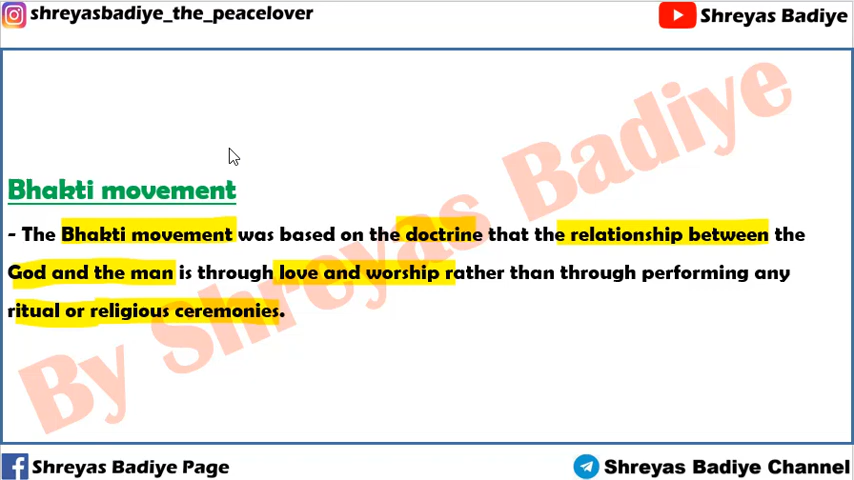 shreyasbadiye_the_peacelover
Shreyas Badiye
Bhakti movement
- The Bhakti movement was based on the doctrine that the relationship between the
God and the man is through love and worship rather than through performing any
ritual or religious ceremonies.
By Shreyas Badiye
Shreyas Badiye Page
Shreyas Badiye Channel